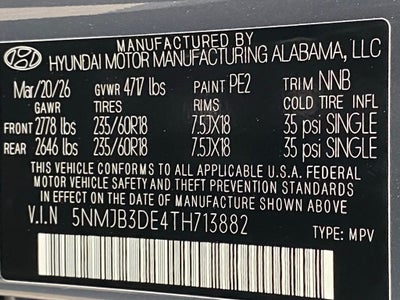 MANUFACTURED BY
HYUNDAI MOTOR MANUFACTURING ALABAMA, LLC
Mar/20/26 GVWR 4717 lbs PAINT PE2 TRIM NNB
GAWR TIRES RIMS COLD TIRE INFL
FRONT 2778 lbs 235/60R18 7.5JX18 35 psi SINGLE
REAR 2646 lbs 235/60R18 7.5JX18 35 psi SINGLE
THIS VEHICLE CONFORMS TO ALL APPLICABLE U.S.A. FEDERAL
MOTOR VEHICLE SAFETY AND THEFT PREVENTION STANDARDS
IN EFFECT ON THE DATE OF MANUFACTURE SHOWN ABOVE.
V.I.N 5NMJB3DE4TH713882 TYPE: MPV